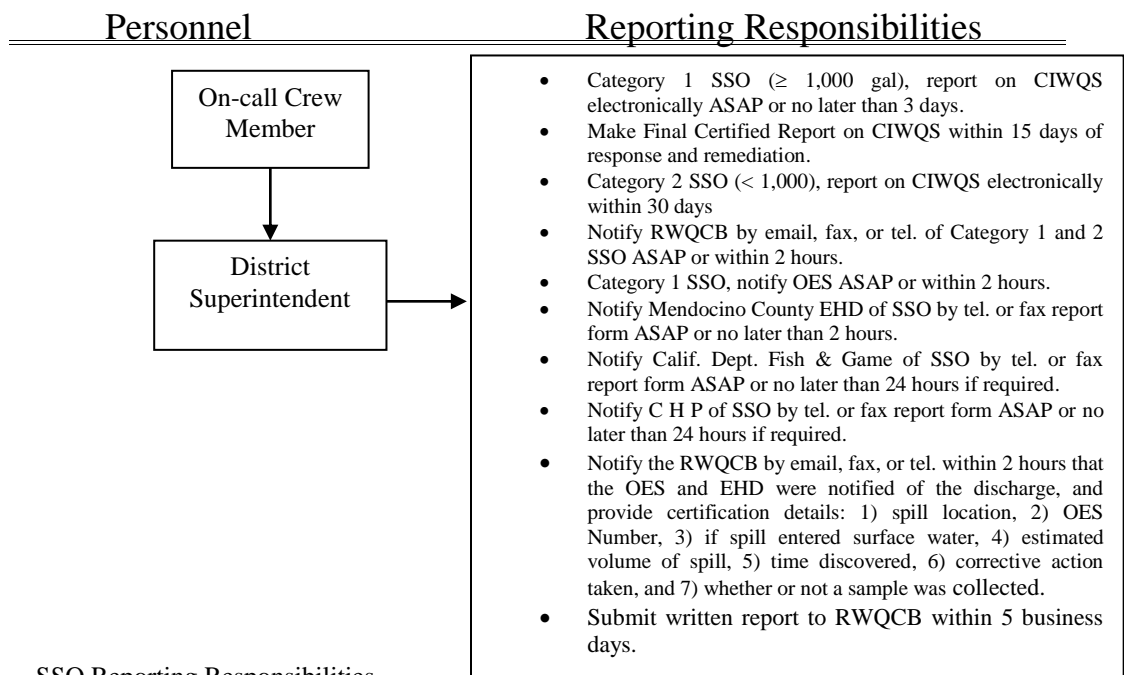 Personnel
Reporting Responsibilities
On-call Crew
Member
District
Superintendent
• Category 1 SSO (≥ 1,000 gal), report on CIWQS
electronically ASAP or no later than 3 days.
• Make Final Certified Report on CIWQS within 15 days of
response and remediation.
• Category 2 SSO (< 1,000), report on CIWQS electronically
within 30 days
• Notify RWQCB by email, fax, or tel. of Category 1 and 2
SSO ASAP or within 2 hours.
• Category 1 SSO, notify OES ASAP or within 2 hours.
• Notify Mendocino County EHD of SSO by tel. or fax report
form ASAP or no later than 2 hours.
• Notify Calif. Dept. Fish & Game of SSO by tel. or fax
report form ASAP or no later than 24 hours if required.
• Notify C H P of SSO by tel. or fax report form ASAP or no
later than 24 hours if required.
• Notify the RWQCB by email, fax, or tel. within 2 hours that
the OES and EHD were notified of the discharge, and
provide certification details: 1) spill location, 2) OES
Number, 3) if spill entered surface water, 4) estimated
volume of spill, 5) time discovered, 6) corrective action
taken, and 7) whether or not a sample was collected.
• Submit written report to RWQCB within 5 business
days.
SSO Reporting Responsibilities